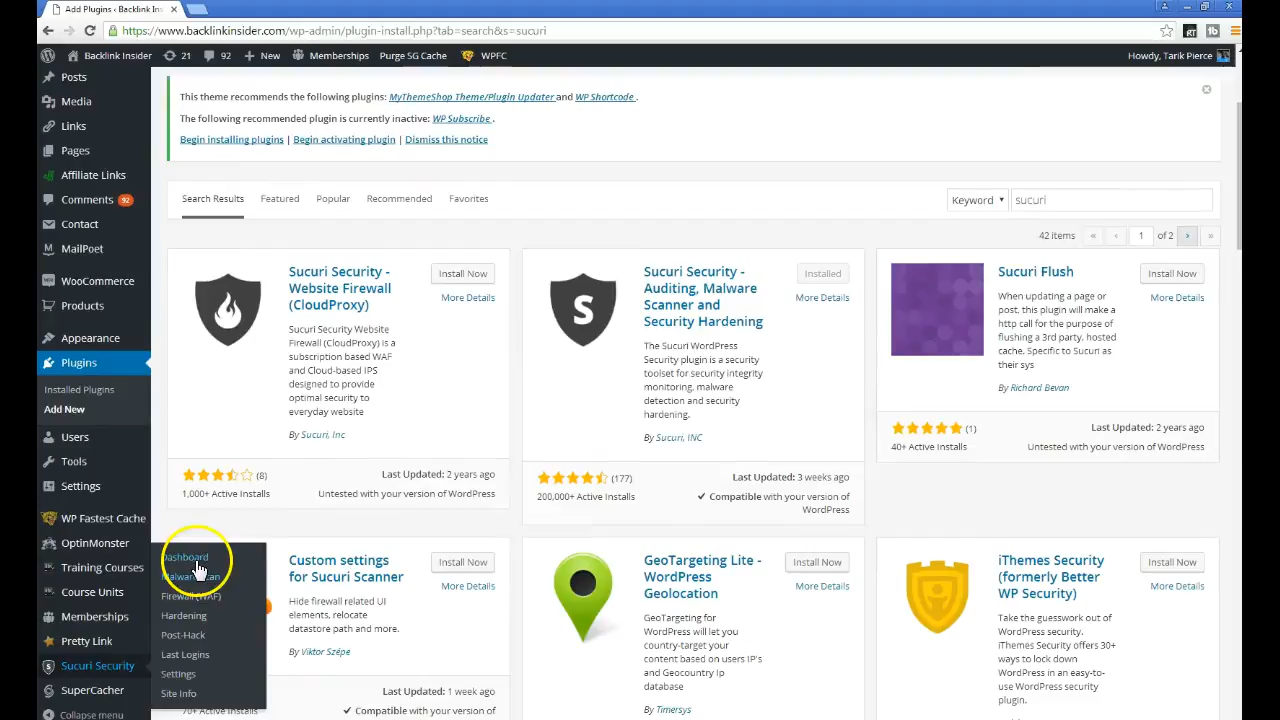 Add Plugins ‹ Backlink Insider
https://www.backlinkinsider.com/wp-admin/plugin-install.php?tab=search&s=sucuri
Backlink Insider 21 92 New Memberships Purge SG Cache WPFC Howdy, Tarik Pierce
Posts
Media
Links
Pages
Affiliate Links
Comments 92
Contact
MailPoet
WooCommerce
Products
Appearance
Plugins
Installed Plugins
Add New
Users
Tools
Settings
WP Fastest Cache
OptinMonster
Training Courses
Course Units
Memberships
Pretty Link
Sucuri Security
SuperCacher
Collapse menu
Dashboard
Firewall (WAF)
Hardening
Post-Hack
Last Logins
Settings
Site Info
This theme recommends the following plugins: MyThemeShop Theme/Plugin Updater and WP Shortcode .
The following recommended plugin is currently inactive: WP Subscribe .
Begin installing plugins | Begin activating plugin | Dismiss this notice
Search Results Featured Popular Recommended Favorites Keyword sucuri
42 items « ‹ 1 of 2 › »
Sucuri Security -
Website Firewall
(CloudProxy)
Install Now
More Details
Sucuri Security Website
Firewall (CloudProxy) is a
subscription based WAF
and Cloud-based IPS
designed to provide
optimal security to
everyday website
By Sucuri, Inc
(8)
Last Updated: 2 years ago
1,000+ Active Installs
Untested with your version of WordPress
S
Sucuri Security -
Auditing, Malware
Scanner and
Security Hardening
Installed
More Details
The Sucuri WordPress
Security plugin is a security
toolset for security integrity
monitoring, malware
detection and security
hardening.
By Sucuri, INC
(177)
Last Updated: 3 weeks ago
200,000+ Active Installs
✓ Compatible with your version of
WordPress
Sucuri Flush
Install Now
More Details
When updating a page or
post, this plugin will make a
http call for the purpose of
flushing a 3rd party, hosted
cache. Specific to Sucuri as
their sys
By Richard Bevan
(1)
Last Updated: 2 years ago
40+ Active Installs
Untested with your version of WordPress
Custom settings
for Sucuri Scanner
Install Now
More Details
Hide firewall related UI
elements, relocate
datastore path and more.
By Viktor Szépe
Last Updated: 1 week ago
70+ Active Installs
✓ Compatible with your version of
GeoTargeting Lite -
WordPress
Geolocation
Install Now
More Details
GeoTargeting for
WordPress will let you
country-target your
content based on users IP's
and Geocountry Ip
database
By Timersys
iThemes Security
(formerly Better
WP Security)
Install Now
More Details
Take the guesswork out of
WordPress security.
iThemes Security offers 30+
ways to lock down
WordPress in an easy-to-
use WordPress security
plugin.